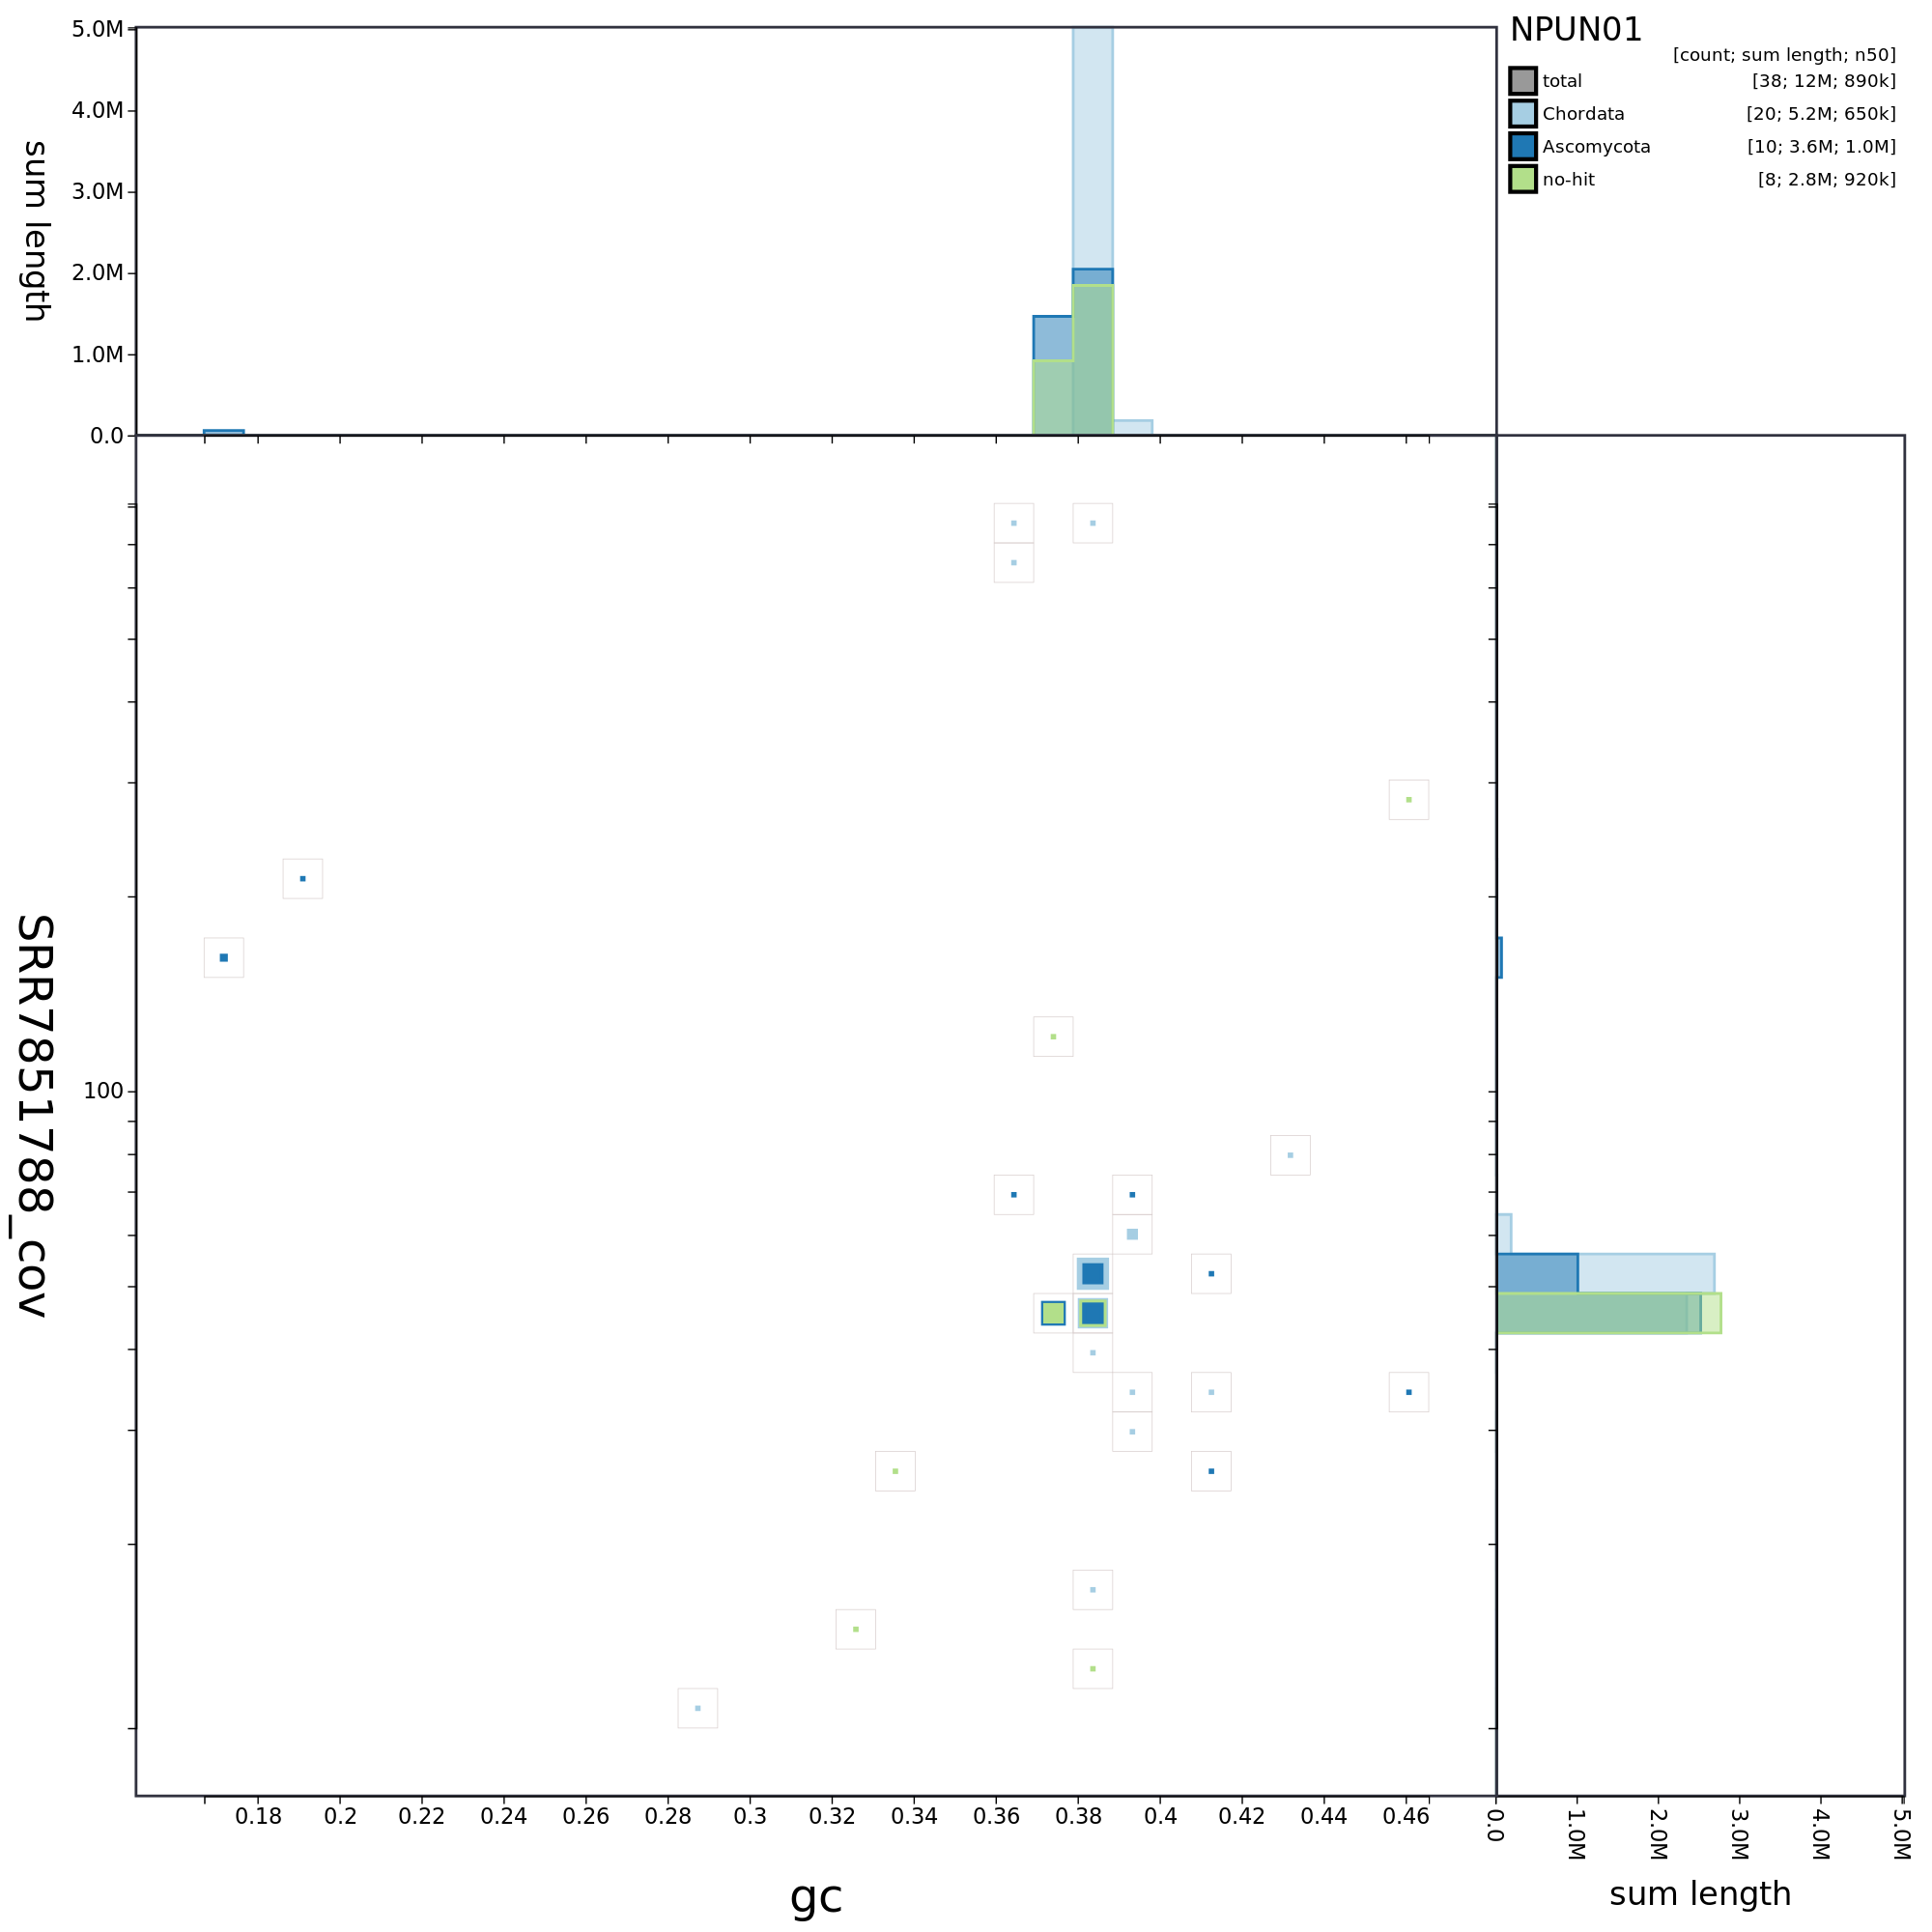 NPUN01
[count; sum length; n50]
total [38; 12M; 890k]
Chordata [20; 5.2M; 650k]
Ascomycota [10; 3.6M; 1.0M]
no-hit [8; 2.8M; 920k]
5.0M
4.0M
3.0M
2.0M
1.0M
0.0
sum length
100
SRR7851788_cov
0.18 0.2 0.22 0.24 0.26 0.28 0.3 0.32 0.34 0.36 0.38 0.4 0.42 0.44 0.46
gc
0.0 1.0M 2.0M 3.0M 4.0M 5.0M
sum length